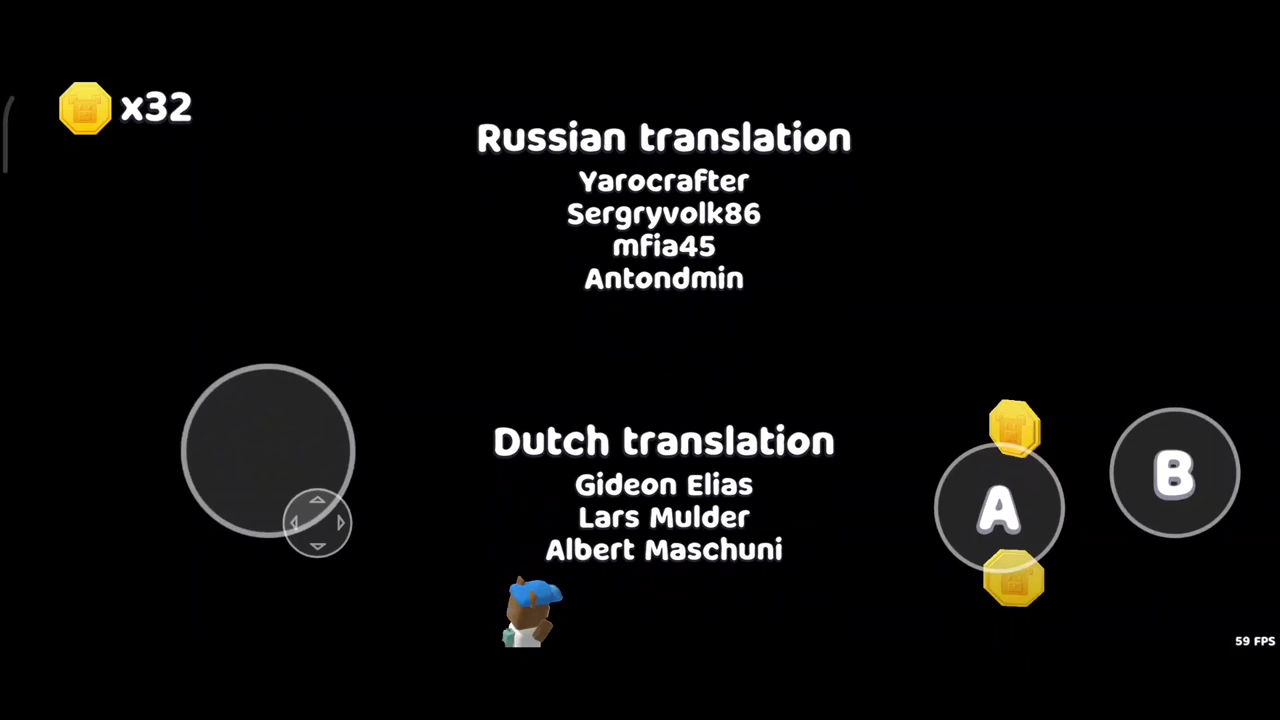 x32
Russian translation
Yarocrafter
Sergryvolk86
mfia45
Antondmin
Dutch translation
Gideon Elias
Lars Mulder
Albert Maschuni
A
B
59 FPS